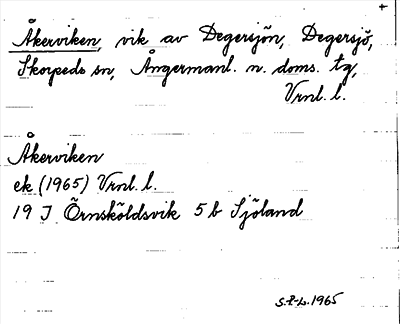 +
Åkerviken, vik av Degersjön, Degersjö,
Skorpeds sn, Ångermanl. n. doms. tg,
Vrnl. l.
Åkerviken
ek (1965) Vrnl. l.
19 J Örnsköldsvik 5 b Sjöland
S.Z-L. 1965